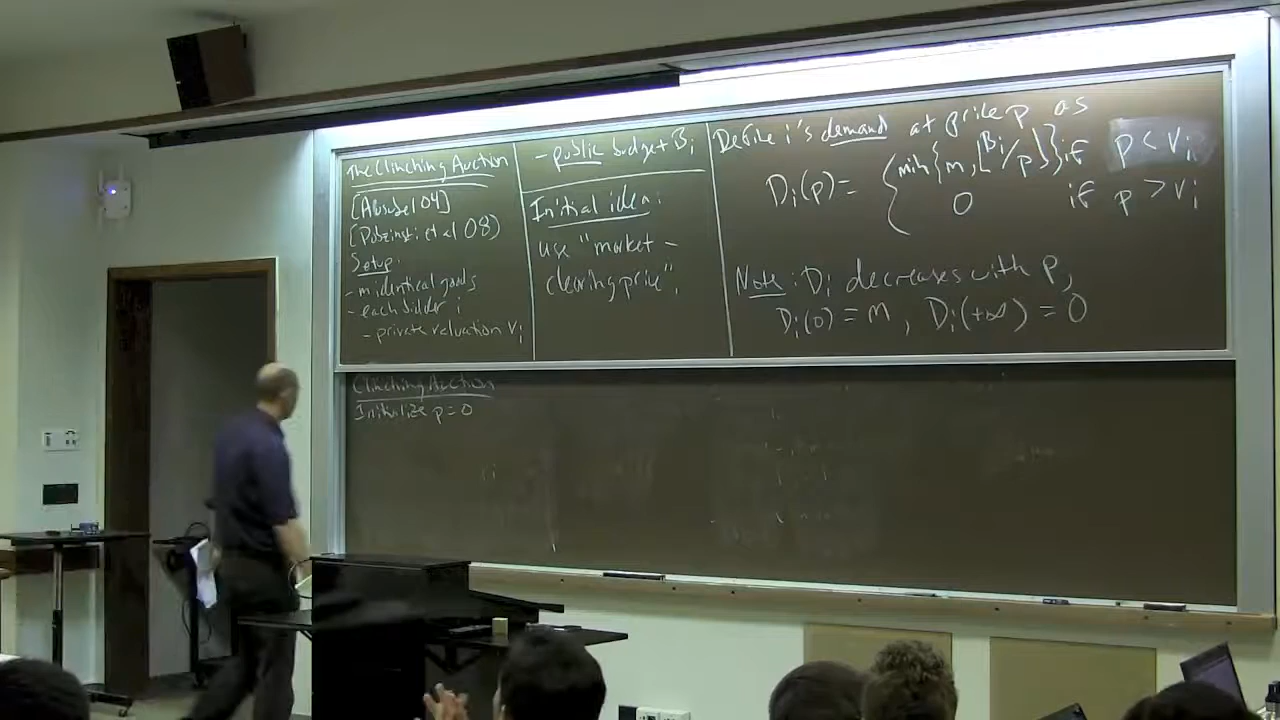 The Clinching Auction
[Ausubel 04]
[Dobzinski et al 08]
Setup:
- m identical goods
- each bidder i
- private valuation vi
- public budget Bi
Initial idea:
use "market-
clearing price".
Define i's demand at price p as
Di(p) = { min{m, ⌊Bi/p⌋} if p < vi
0 if p > vi
Note: Di decreases with p,
Di(0) = m, Di(+∞) = 0
Clinching Auction
Initialize p=0